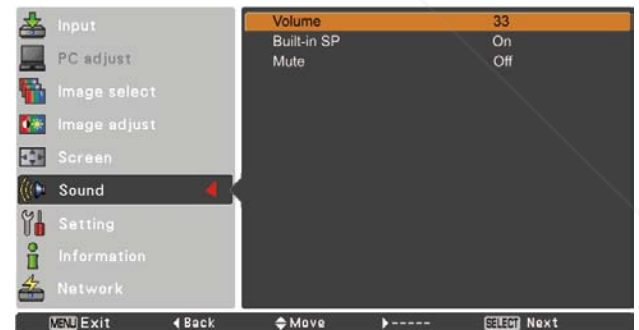 Input
PC adjust
Image select
Image adjust
Screen
Sound
Setting
Information
Network
Volume 33
Built-in SP On
Mute Off
MENU Exit Back Move ----- SELECT Next